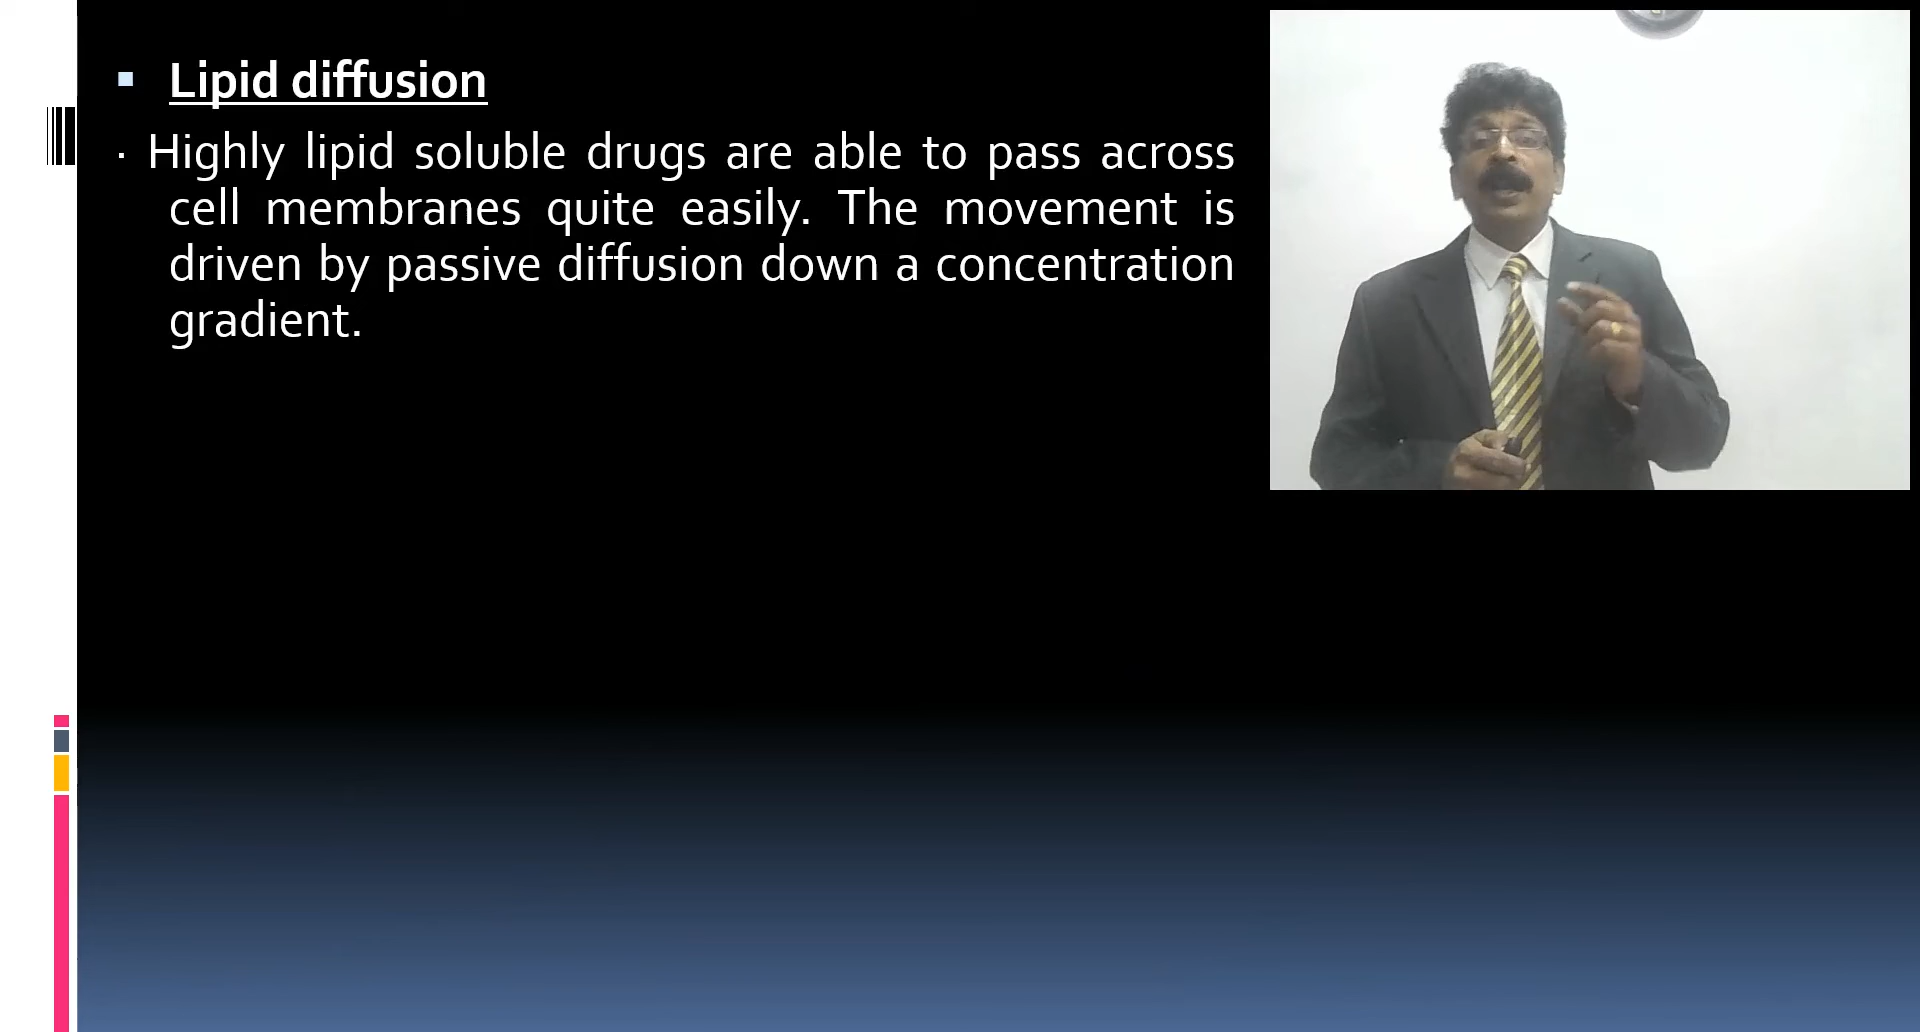 Lipid diffusion
· Highly lipid soluble drugs are able to pass across
cell membranes quite easily. The movement is
driven by passive diffusion down a concentration
gradient.